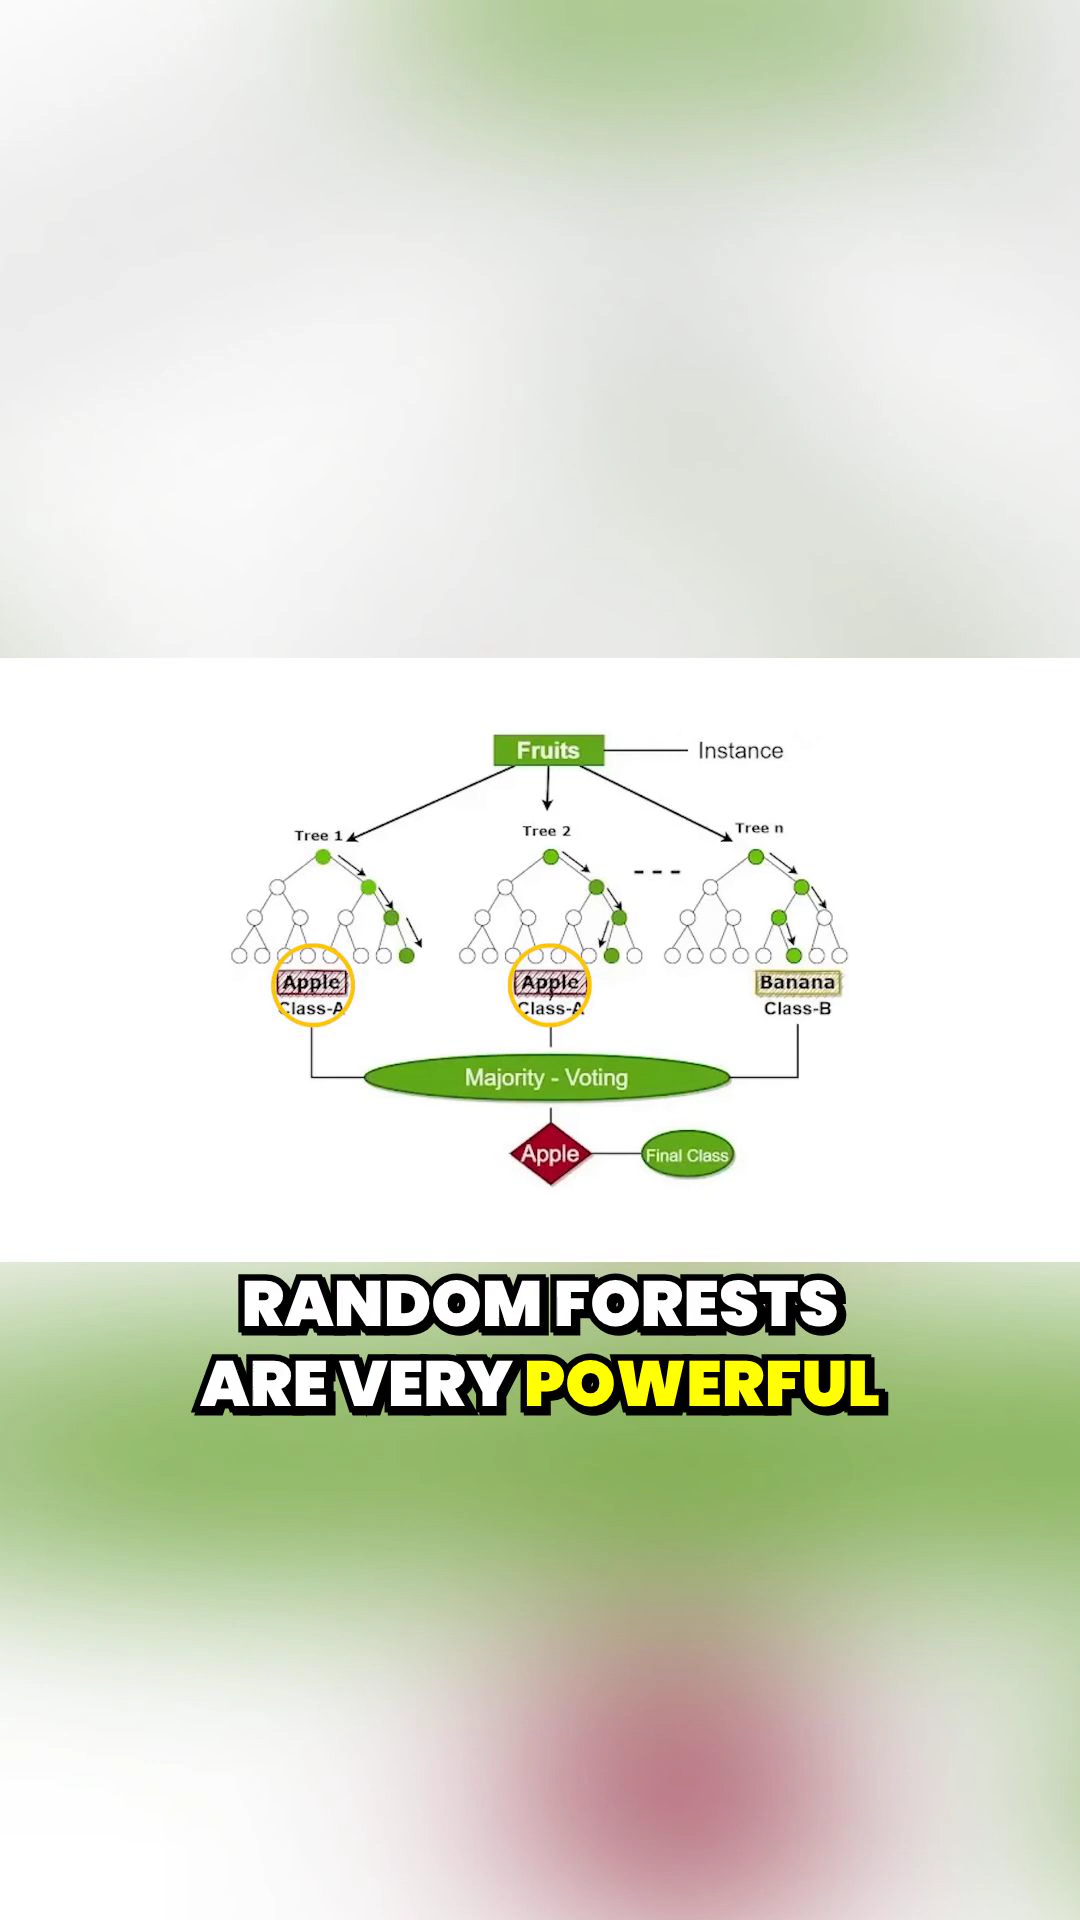 Fruits
Instance
Tree 1
Tree 2
Tree n
Apple
Class-A
Apple
Class-A
Banana
Class-B
Majority - Voting
Apple
Final Class
RANDOM FORESTS
ARE VERY POWERFUL